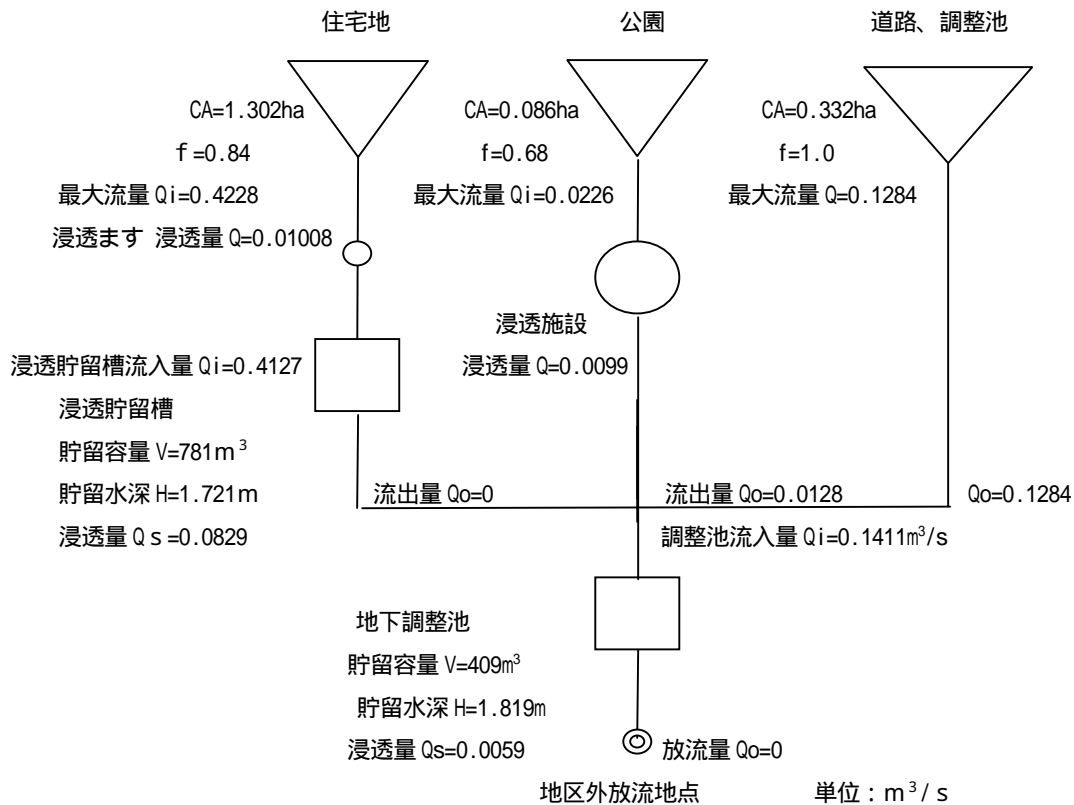 住宅地
公園
道路、調整池
CA=1.302ha
CA=0.086ha
CA=0.332ha
f=0.84
f=0.68
f=1.0
最大流量 Qi=0.4228
最大流量 Qi=0.0226
最大流量 Q=0.1284
浸透ます 浸透量 Q=0.01008
浸透施設
浸透量 Q=0.0099
浸透貯留槽流入量 Qi=0.4127
浸透貯留槽
貯留容量 V=781m³
貯留水深 H=1.721m
浸透量 Qs=0.0829
流出量 Qo=0
流出量 Qo=0.0128
Qo=0.1284
調整池流入量 Qi=0.1411m³/s
地下調整池
貯留容量 V=409m³
貯留水深 H=1.819m
浸透量 Qs=0.0059
放流量 Qo=0
地区外放流地点
単位：m³/s